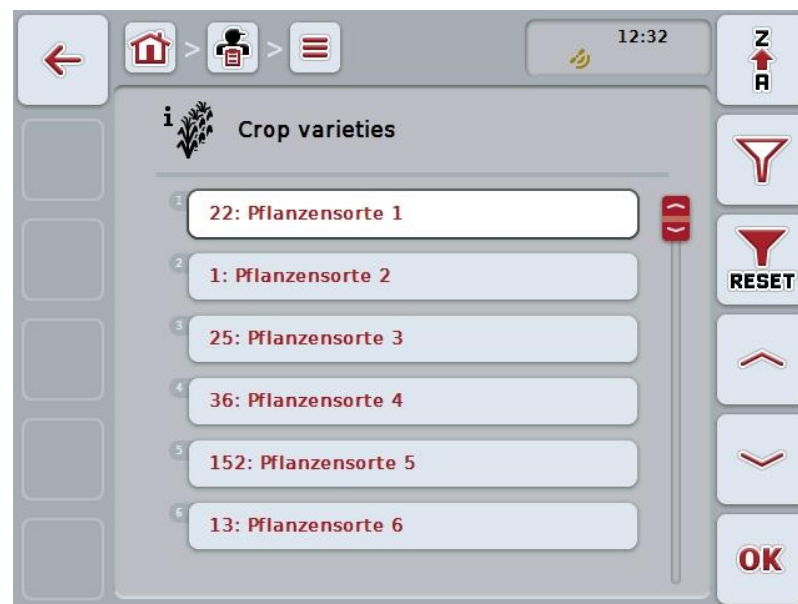 > >
12:32
Z
A
i
Crop varieties
1
22: Pflanzensorte 1
2
1: Pflanzensorte 2
RESET
3
25: Pflanzensorte 3
4
36: Pflanzensorte 4
5
152: Pflanzensorte 5
6
13: Pflanzensorte 6
OK